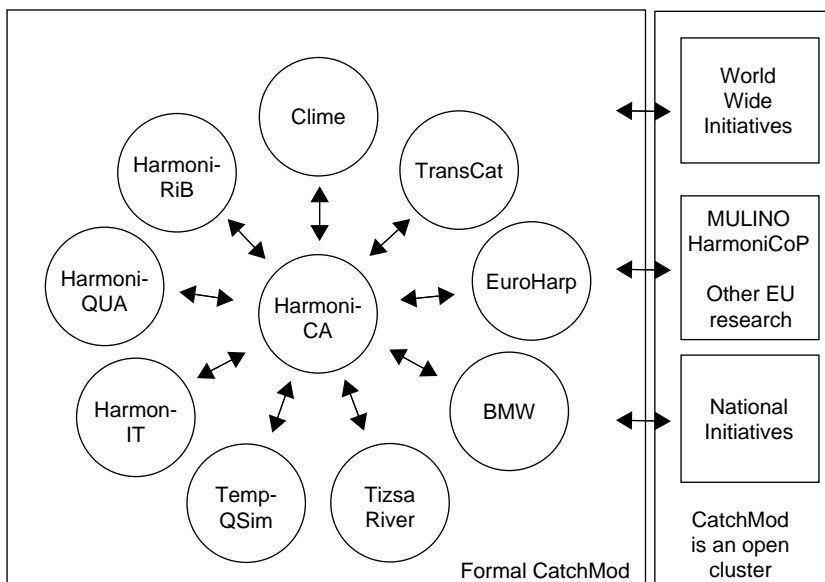 Clime
Harmoni-
RiB
TransCat
Harmoni-
QUA
Harmoni-
CA
EuroHarp
Harmon-
IT
BMW
Temp-
QSim
Tizsa
River
Formal CatchMod
World
Wide
Initiatives
MULINO
HarmoniCoP
Other EU
research
National
Initiatives
CatchMod
is an open
cluster